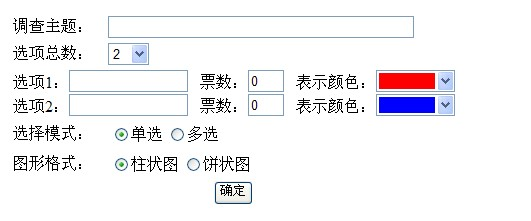 调查主题：
选项总数： 2
选项1： 票数： 0 表示颜色：
选项2： 票数： 0 表示颜色：
选择模式： 单选 多选
图形格式： 柱状图 饼状图
确定